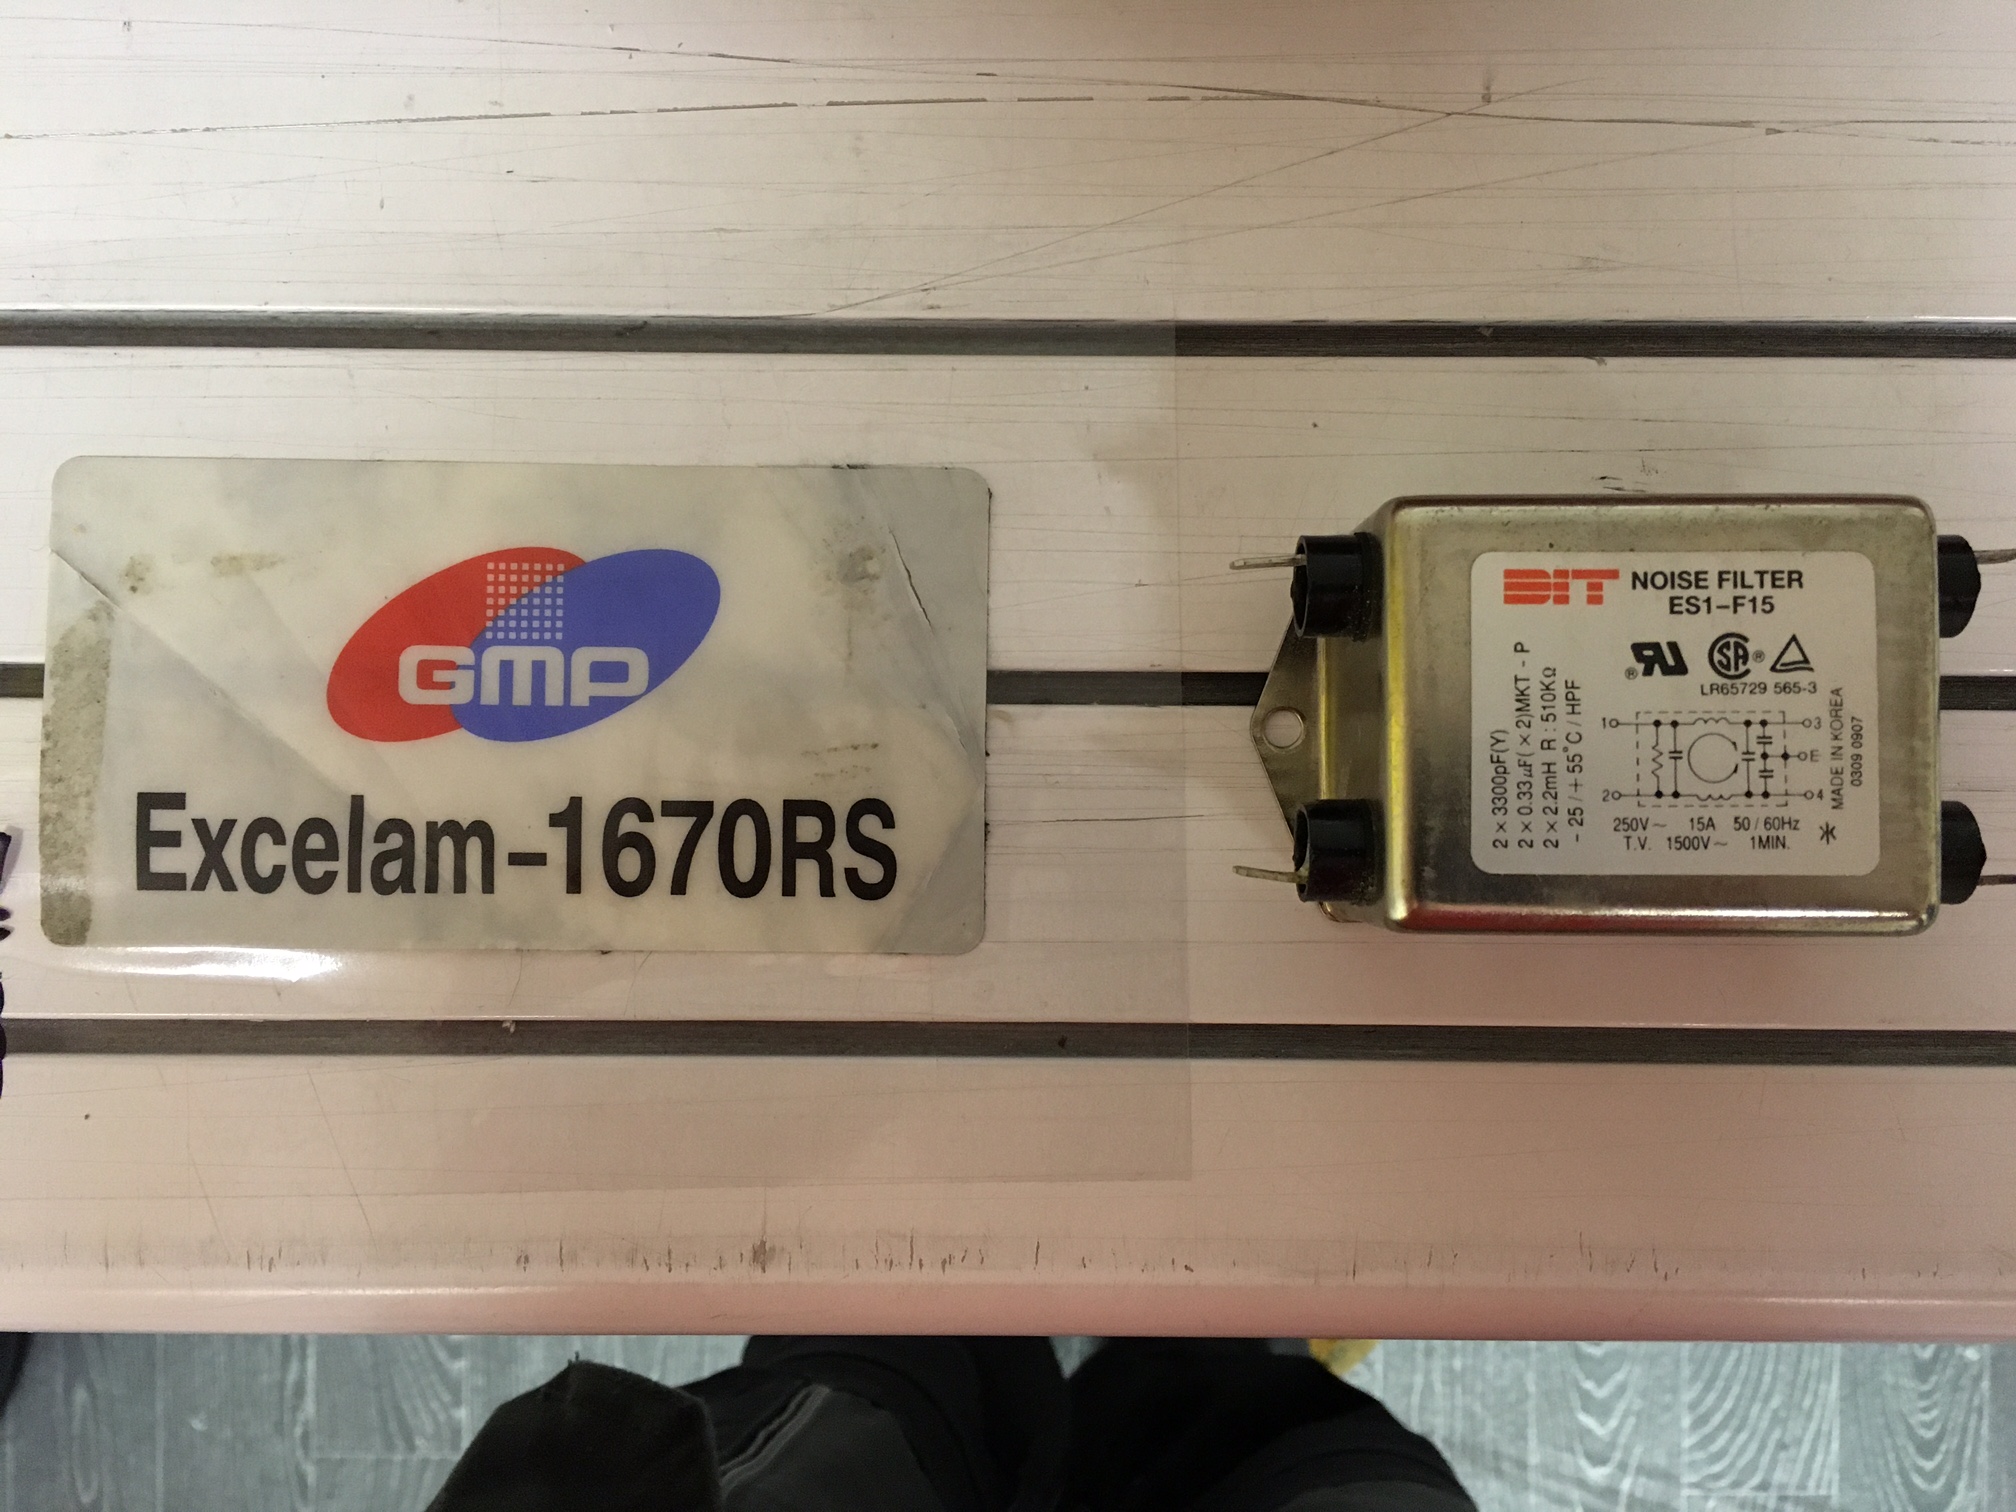 GMP
Excelam-1670RS
BIT NOISE FILTER
ES1-F15
LR65729 565-3
2×3300pF(Y)
2×0.33μF(×2)MKT-P
2×2.2mH R:510KΩ
-25/+55°C/HPF
1 3
E
2 4
250V~ 15A 50/60Hz
T.V. 1500V~ 1MIN.
MADE IN KOREA
0309 0907